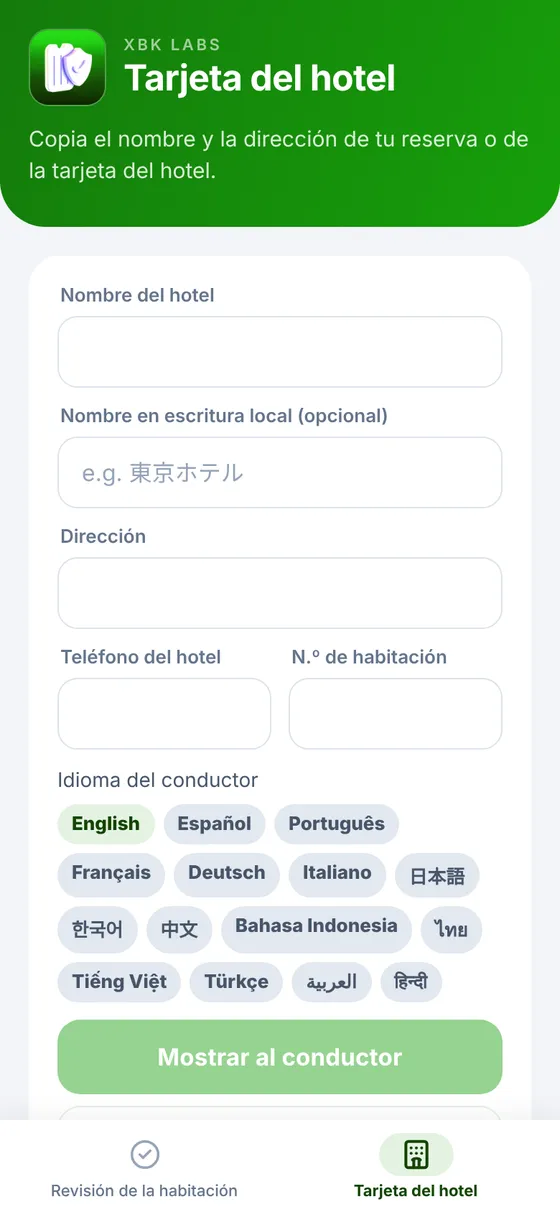 XBK LABS
Tarjeta del hotel
Copia el nombre y la dirección de tu reserva o de
la tarjeta del hotel.
Nombre del hotel
Nombre en escritura local (opcional)
e.g. 東京ホテル
Dirección
Teléfono del hotel
N.º de habitación
Idioma del conductor
English Español Português
Français Deutsch Italiano 日本語
한국어 中文 Bahasa Indonesia ไทย
Tiếng Việt Türkçe العربية हिन्दी
Mostrar al conductor
Revisión de la habitación
Tarjeta del hotel